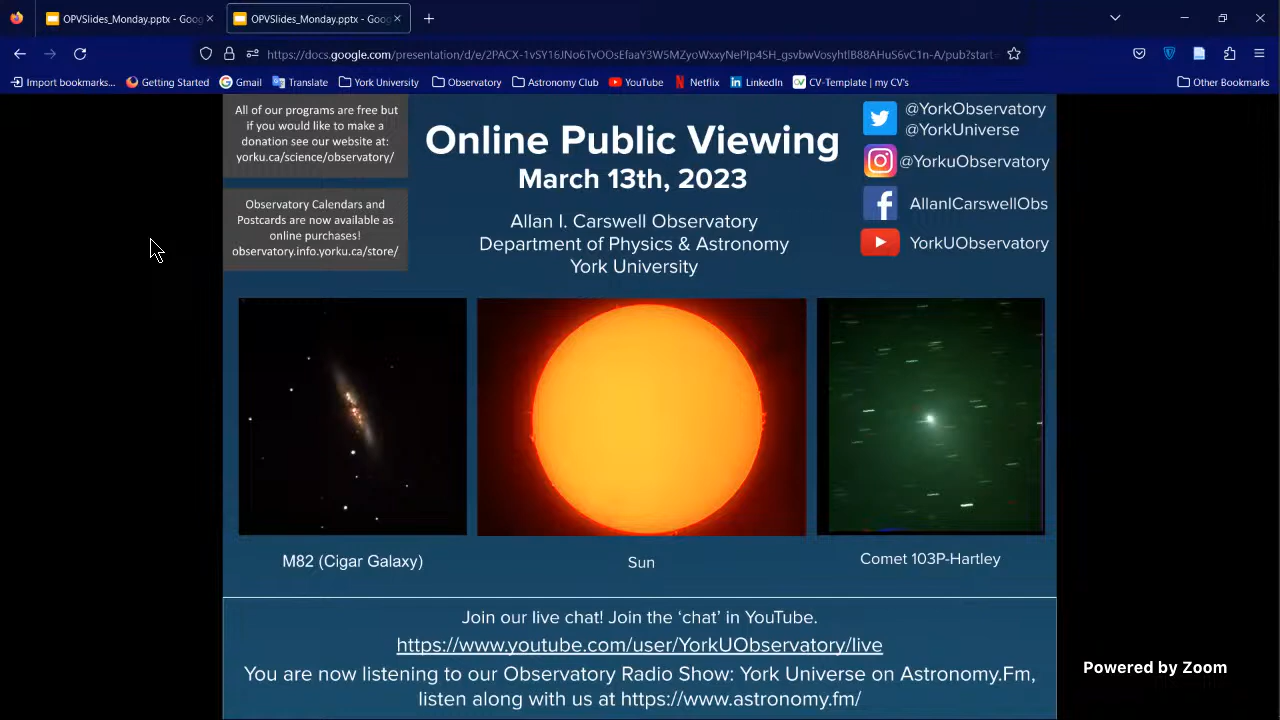 OPVSlides_Monday.pptx - Goog
OPVSlides_Monday.pptx - Goog
Import bookmarks...
Getting Started
Gmail
Translate
York University
Observatory
Astronomy Club
YouTube
Netflix
LinkedIn
CV-Template | my CV's
Other Bookmarks
All of our programs are free but
if you would like to make a
donation see our website at:
yorku.ca/science/observatory/
Observatory Calendars and
Postcards are now available as
online purchases!
observatory.info.yorku.ca/store/
Online Public Viewing
March 13th, 2023
Allan I. Carswell Observatory
Department of Physics & Astronomy
York University
@YorkObservatory
@YorkUniverse
@YorkuObservatory
AllanICarswellObs
YorkUObservatory
M82 (Cigar Galaxy)
Sun
Comet 103P-Hartley
Join our live chat! Join the ‘chat’ in YouTube.
https://www.youtube.com/user/YorkUObservatory/live
You are now listening to our Observatory Radio Show: York Universe on Astronomy.Fm,
listen along with us at https://www.astronomy.fm/
Powered by Zoom